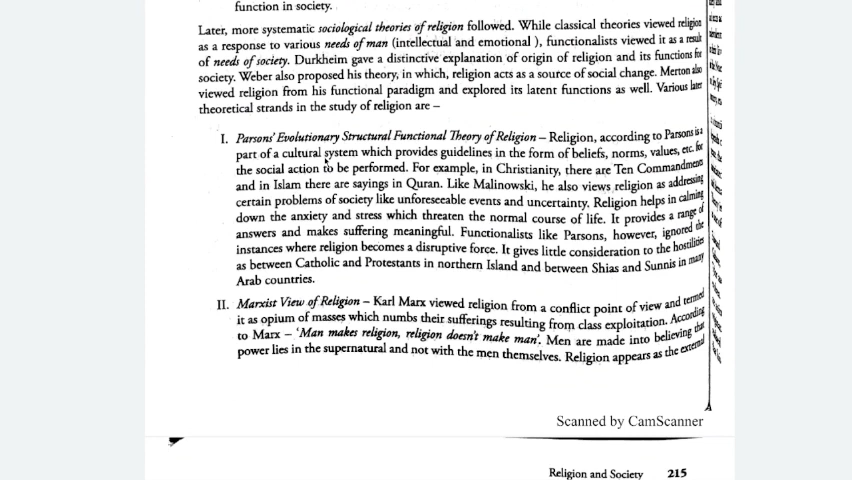 function in society.
Later, more systematic sociological theories of religion followed. While classical theories viewed religion
as a response to various needs of man (intellectual and emotional ), functionalists viewed it as a result
of needs of society. Durkheim gave a distinctive explanation of origin of religion and its functions for
society. Weber also proposed his theory, in which, religion acts as a source of social change. Merton also
viewed religion from his functional paradigm and explored its latent functions as well. Various later
theoretical strands in the study of religion are –
I. Parsons' Evolutionary Structural Functional Theory of Religion – Religion, according to Parsons is a
part of a cultural system which provides guidelines in the form of beliefs, norms, values, etc. for
the social action to be performed. For example, in Christianity, there are Ten Commandments
and in Islam there are sayings in Quran. Like Malinowski, he also views religion as addressing
certain problems of society like unforeseeable events and uncertainty. Religion helps in calming
down the anxiety and stress which threaten the normal course of life. It provides a range of
answers and makes suffering meaningful. Functionalists like Parsons, however, ignored the
instances where religion becomes a disruptive force. It gives little consideration to the hostilities
as between Catholic and Protestants in northern Island and between Shias and Sunnis in many
Arab countries.
II. Marxist View of Religion – Karl Marx viewed religion from a conflict point of view and termed
it as opium of masses which numbs their sufferings resulting from class exploitation. According
to Marx – 'Man makes religion, religion doesn't make man'. Men are made into believing that
power lies in the supernatural and not with the men themselves. Religion appears as the external
Scanned by CamScanner
Religion and Society 215